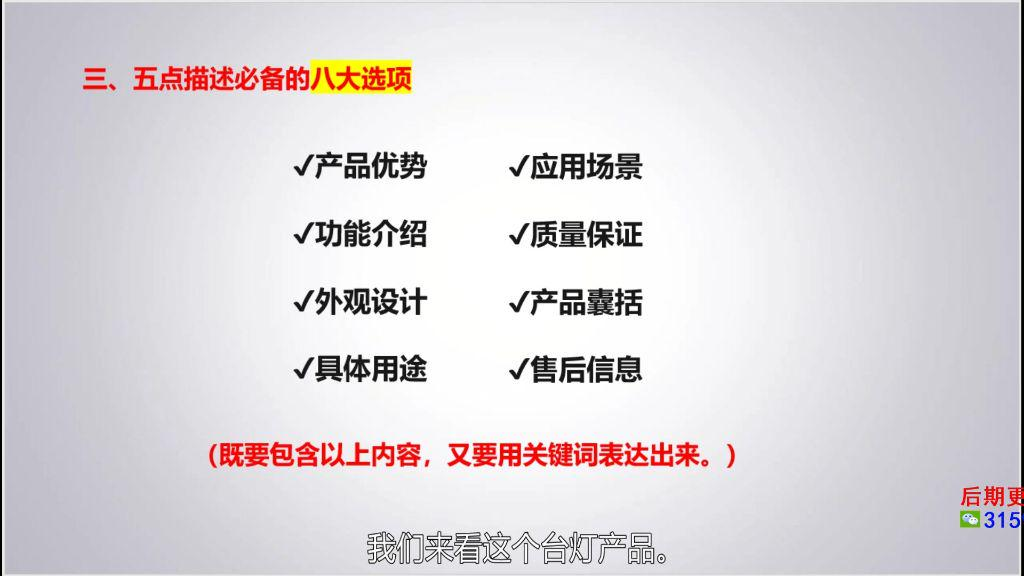 三、五点描述必备的八大选项
✓产品优势 ✓应用场景
✓功能介绍 ✓质量保证
✓外观设计 ✓产品囊括
✓具体用途 ✓售后信息
（既要包含以上内容，又要用关键词表达出来。）
后期更
315
我们来看这个台灯产品。